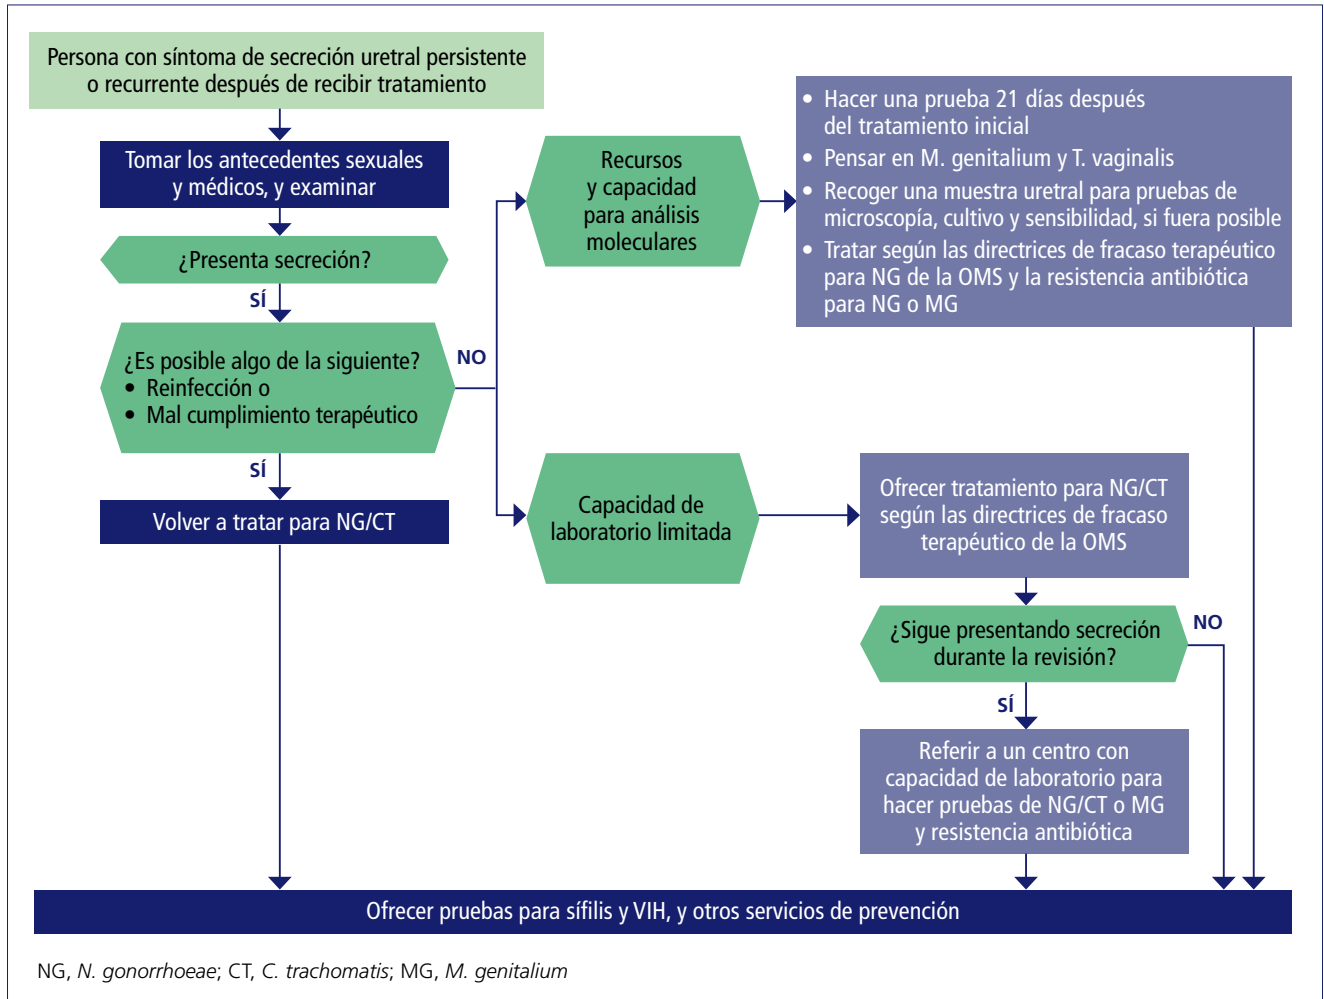 Persona con síntoma de secreción uretral persistente
o recurrente después de recibir tratamiento
Tomar los antecedentes sexuales
y médicos, y examinar
¿Presenta secreción?
SÍ
¿Es posible algo de la siguiente?
• Reinfección o
• Mal cumplimiento terapéutico
NO
SÍ
Volver a tratar para NG/CT
Recursos
y capacidad
para análisis
moleculares
• Hacer una prueba 21 días después
del tratamiento inicial
• Pensar en M. genitalium y T. vaginalis
• Recoger una muestra uretral para pruebas de
microscopía, cultivo y sensibilidad, si fuera posible
• Tratar según las directrices de fracaso terapéutico
para NG de la OMS y la resistencia antibiótica
para NG o MG
Capacidad de
laboratorio limitada
Ofrecer tratamiento para NG/CT
según las directrices de fracaso
terapéutico de la OMS
¿Sigue presentando secreción
durante la revisión?
NO
SÍ
Referir a un centro con
capacidad de laboratorio para
hacer pruebas de NG/CT o MG
y resistencia antibiótica
Ofrecer pruebas para sífilis y VIH, y otros servicios de prevención
NG, N. gonorrhoeae; CT, C. trachomatis; MG, M. genitalium